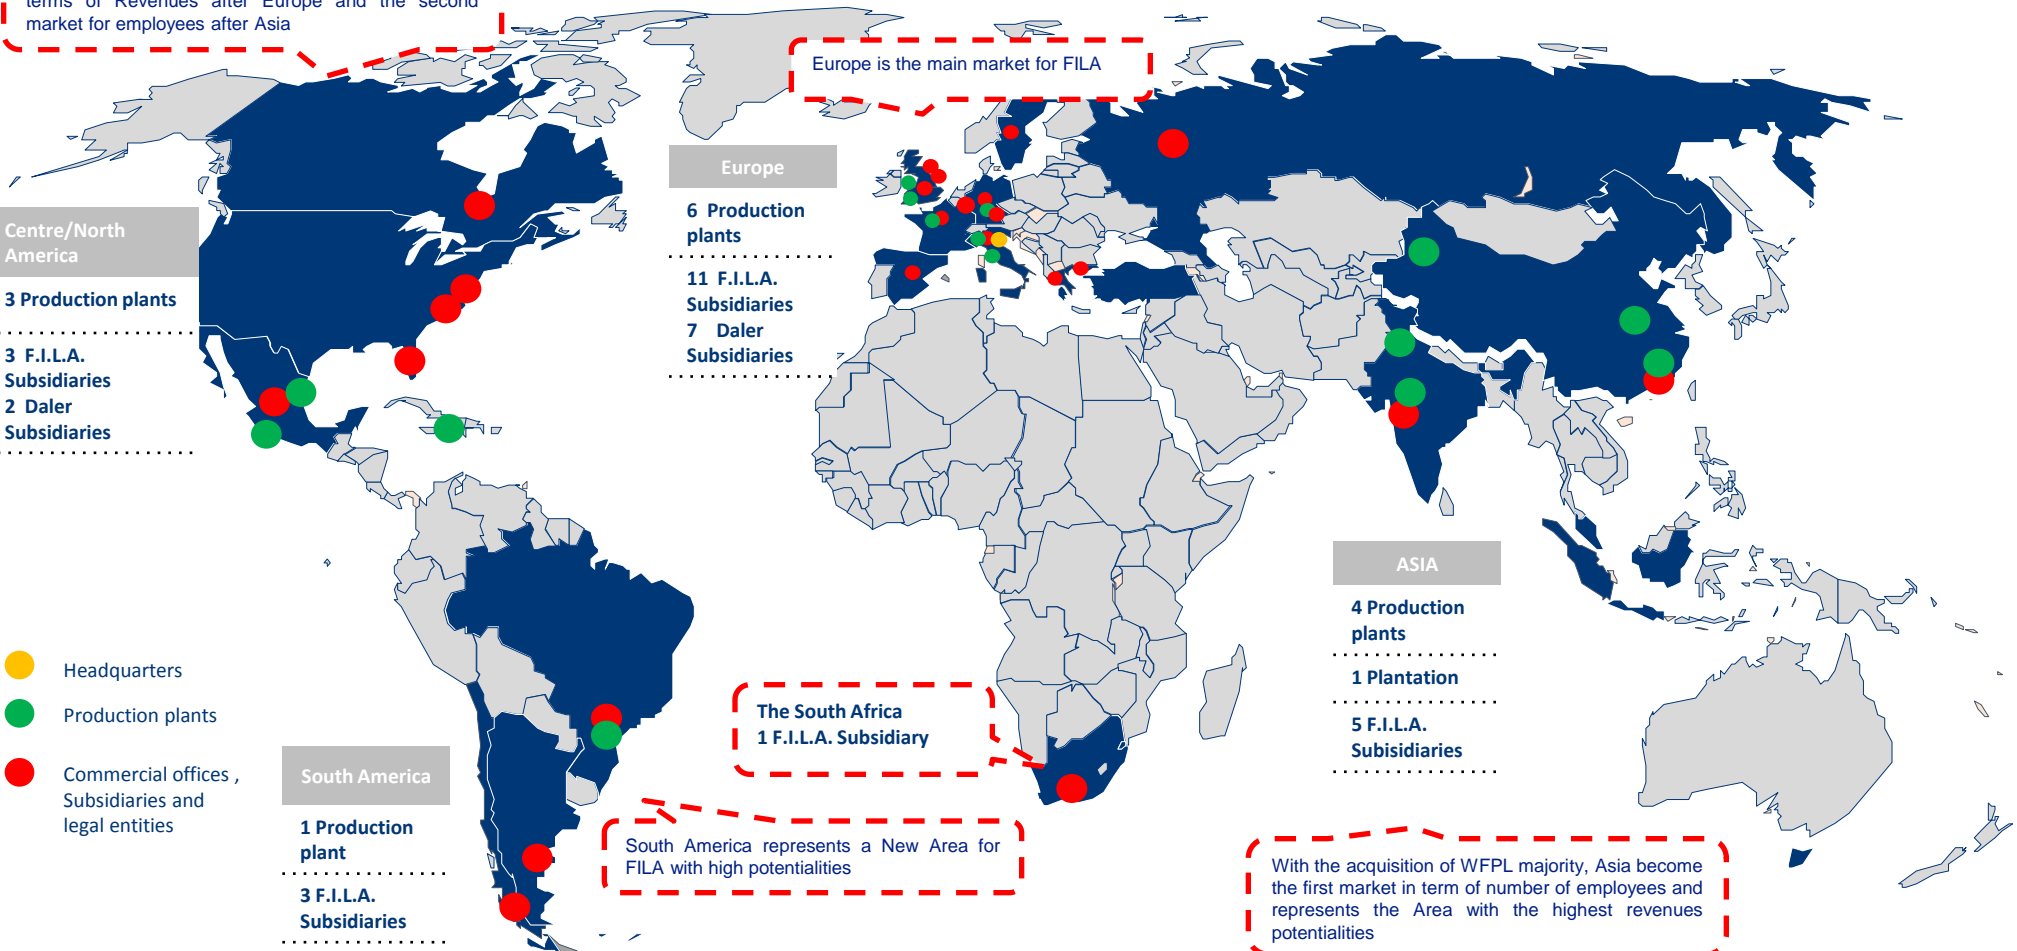 terms of Revenues after Europe and the second
market for employees after Asia
Europe is the main market for FILA
Europe
6 Production
plants
11 F.I.L.A.
Subsidiaries
7 Daler
Subsidiaries
Centre/North
America
3 Production plants
3 F.I.L.A.
Subsidiaries
2 Daler
Subsidiaries
ASIA
4 Production
plants
1 Plantation
5 F.I.L.A.
Subisidiaries
Headquarters
Production plants
Commercial offices ,
Subsidiaries and
legal entities
The South Africa
1 F.I.L.A. Subsidiary
South America
1 Production
plant
3 F.I.L.A.
Subsidiaries
South America represents a New Area for
FILA with high potentialities
With the acquisition of WFPL majority, Asia become
the first market in term of number of employees and
represents the Area with the highest revenues
potentialities